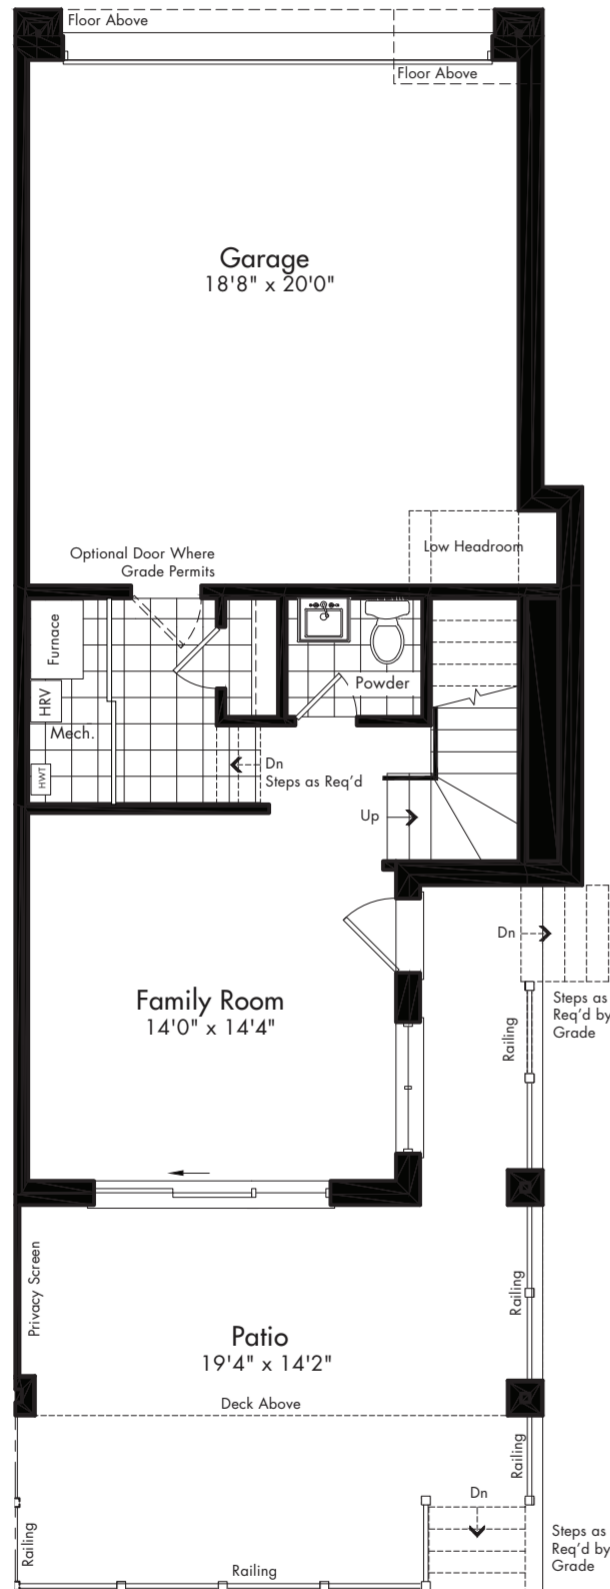 Floor Above
Floor Above
Garage
18'8" x 20'0"
Optional Door Where
Grade Permits
Low Headroom
Furnace
HRV
Mech.
HWT
Powder
Dn
Steps as Req'd
Up
Dn
Steps as
Req'd by
Grade
Railing
Family Room
14'0" x 14'4"
Privacy Screen
Railing
Patio
19'4" x 14'2"
Deck Above
Railing
Dn
Steps as
Req'd by
Grade
Railing
Railing